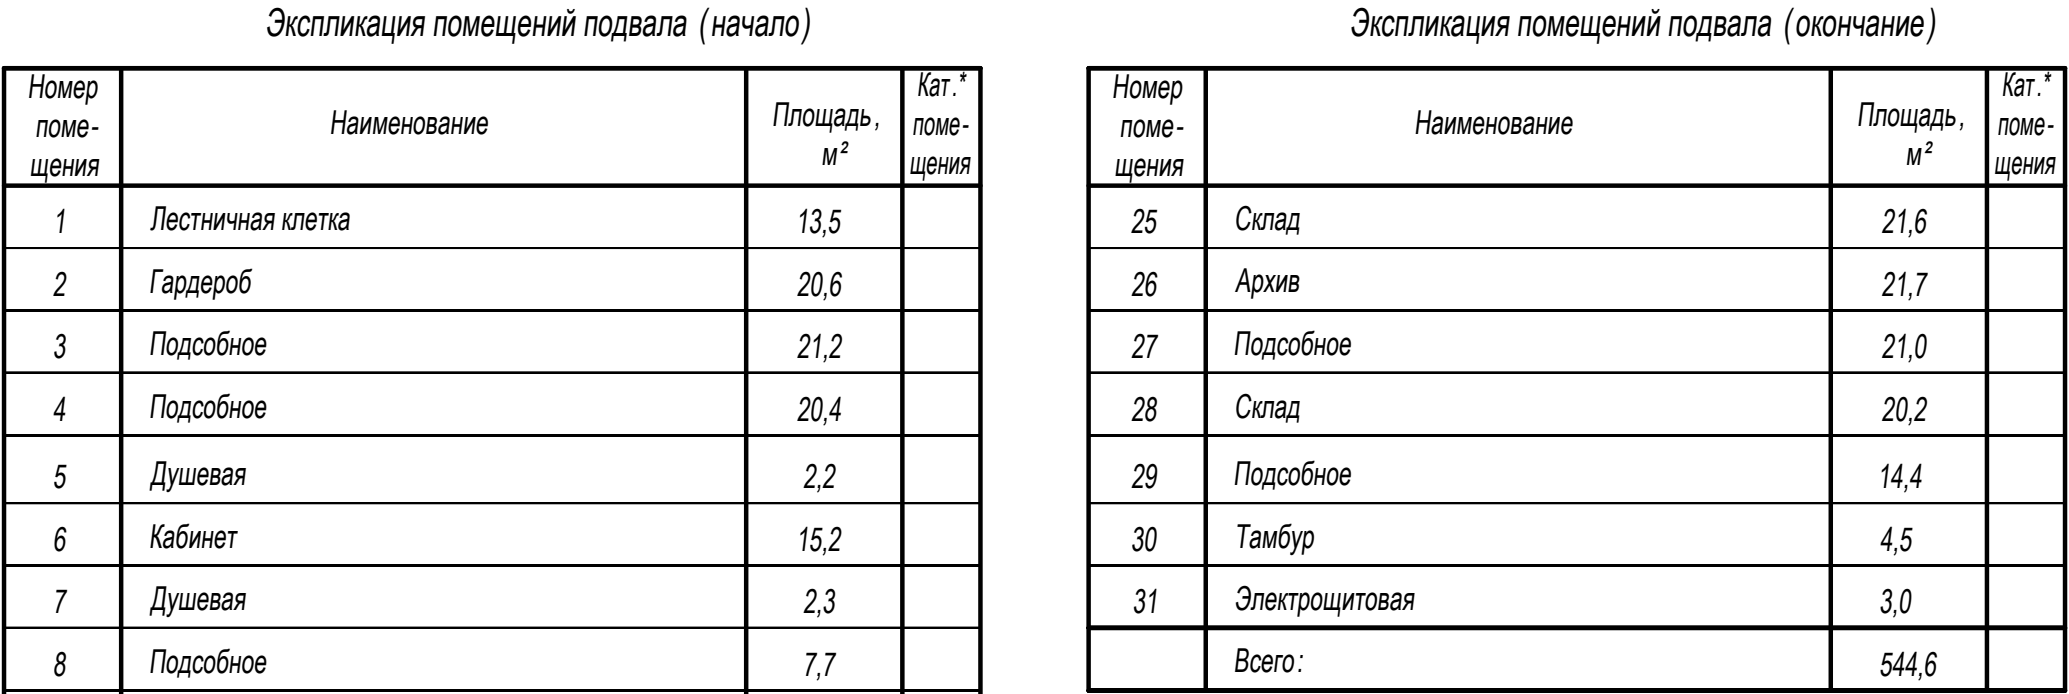 Экспликация помещений подвала (начало)
Номер поме- щения Наименование Площадь, м² Кат.* поме- щения
1 Лестничная клетка 13,5
2 Гардероб 20,6
3 Подсобное 21,2
4 Подсобное 20,4
5 Душевая 2,2
6 Кабинет 15,2
7 Душевая 2,3
8 Подсобное 7,7
Экспликация помещений подвала (окончание)
Номер поме- щения Наименование Площадь, м² Кат.* поме- щения
25 Склад 21,6
26 Архив 21,7
27 Подсобное 21,0
28 Склад 20,2
29 Подсобное 14,4
30 Тамбур 4,5
31 Электрощитовая 3,0
Всего: 544,6